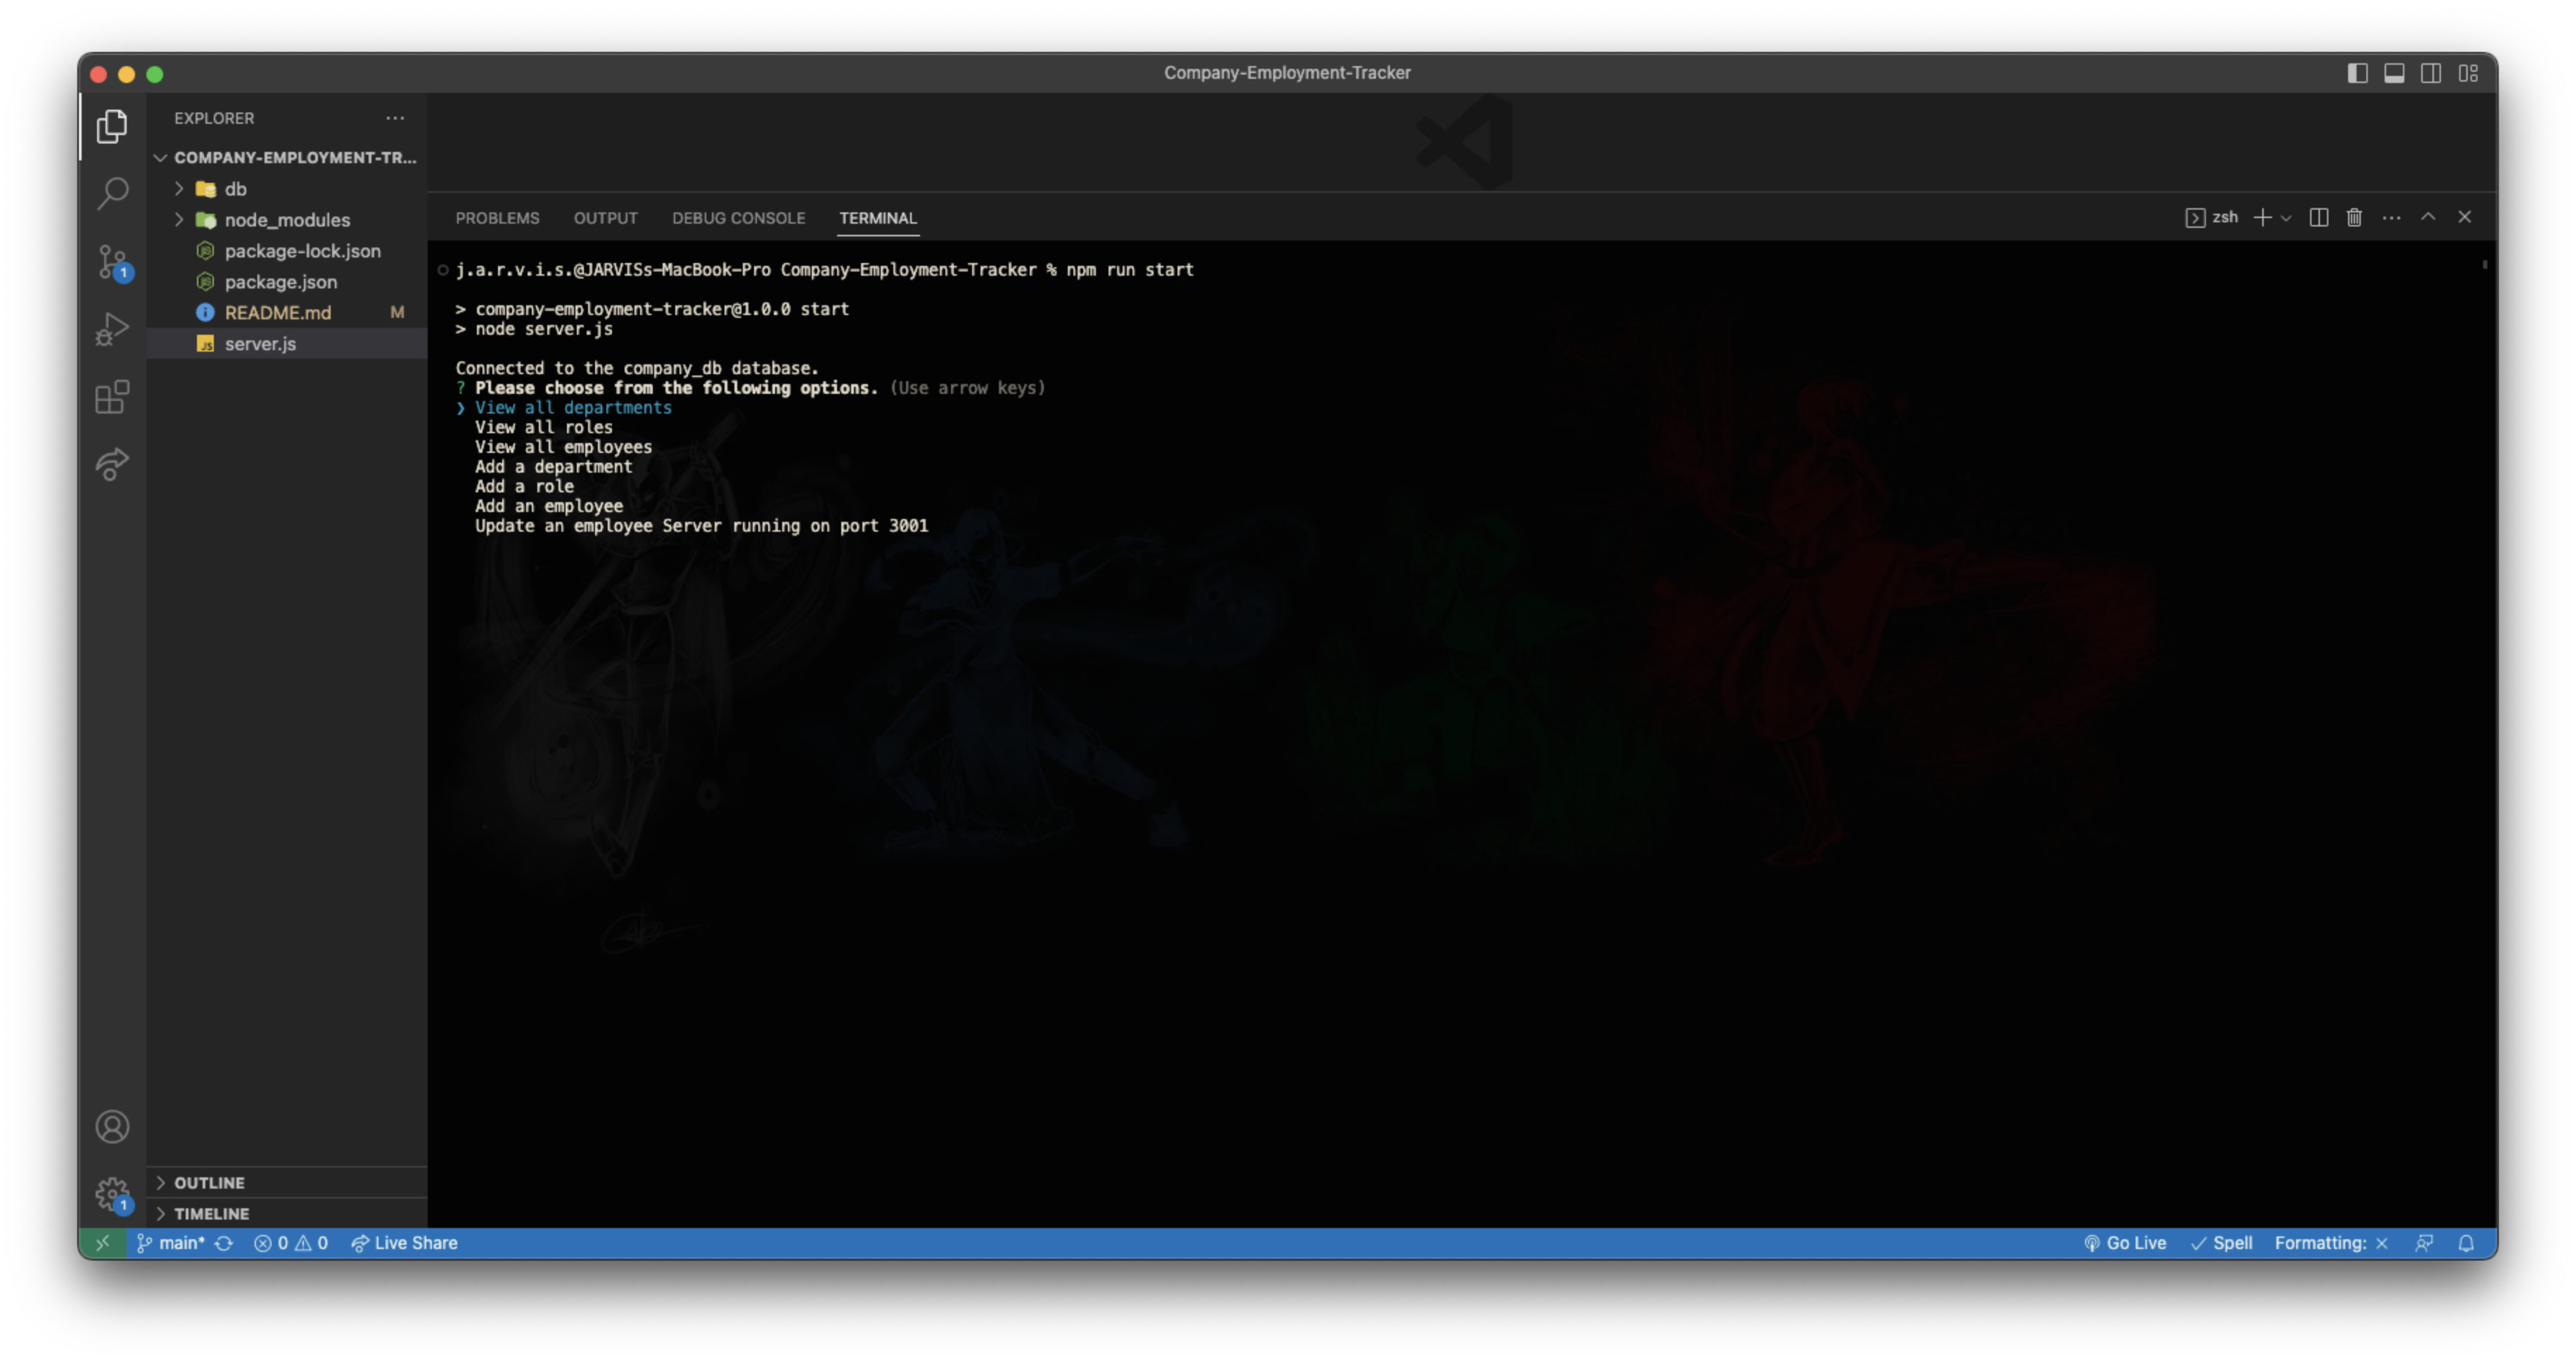 Company-Employment-Tracker
EXPLORER
COMPANY-EMPLOYMENT-TR...
db
node_modules
package-lock.json
package.json
README.md M
server.js
OUTLINE
TIMELINE
PROBLEMS OUTPUT DEBUG CONSOLE TERMINAL
zsh
j.a.r.v.i.s.@JARVISs-MacBook-Pro Company-Employment-Tracker % npm run start
> company-employment-tracker@1.0.0 start
> node server.js
Connected to the company_db database.
? Please choose from the following options. (Use arrow keys)
❯ View all departments
View all roles
View all employees
Add a department
Add a role
Add an employee
Update an employee Server running on port 3001
1
1
main* 0 0 Live Share
Go Live Spell Formatting: ×